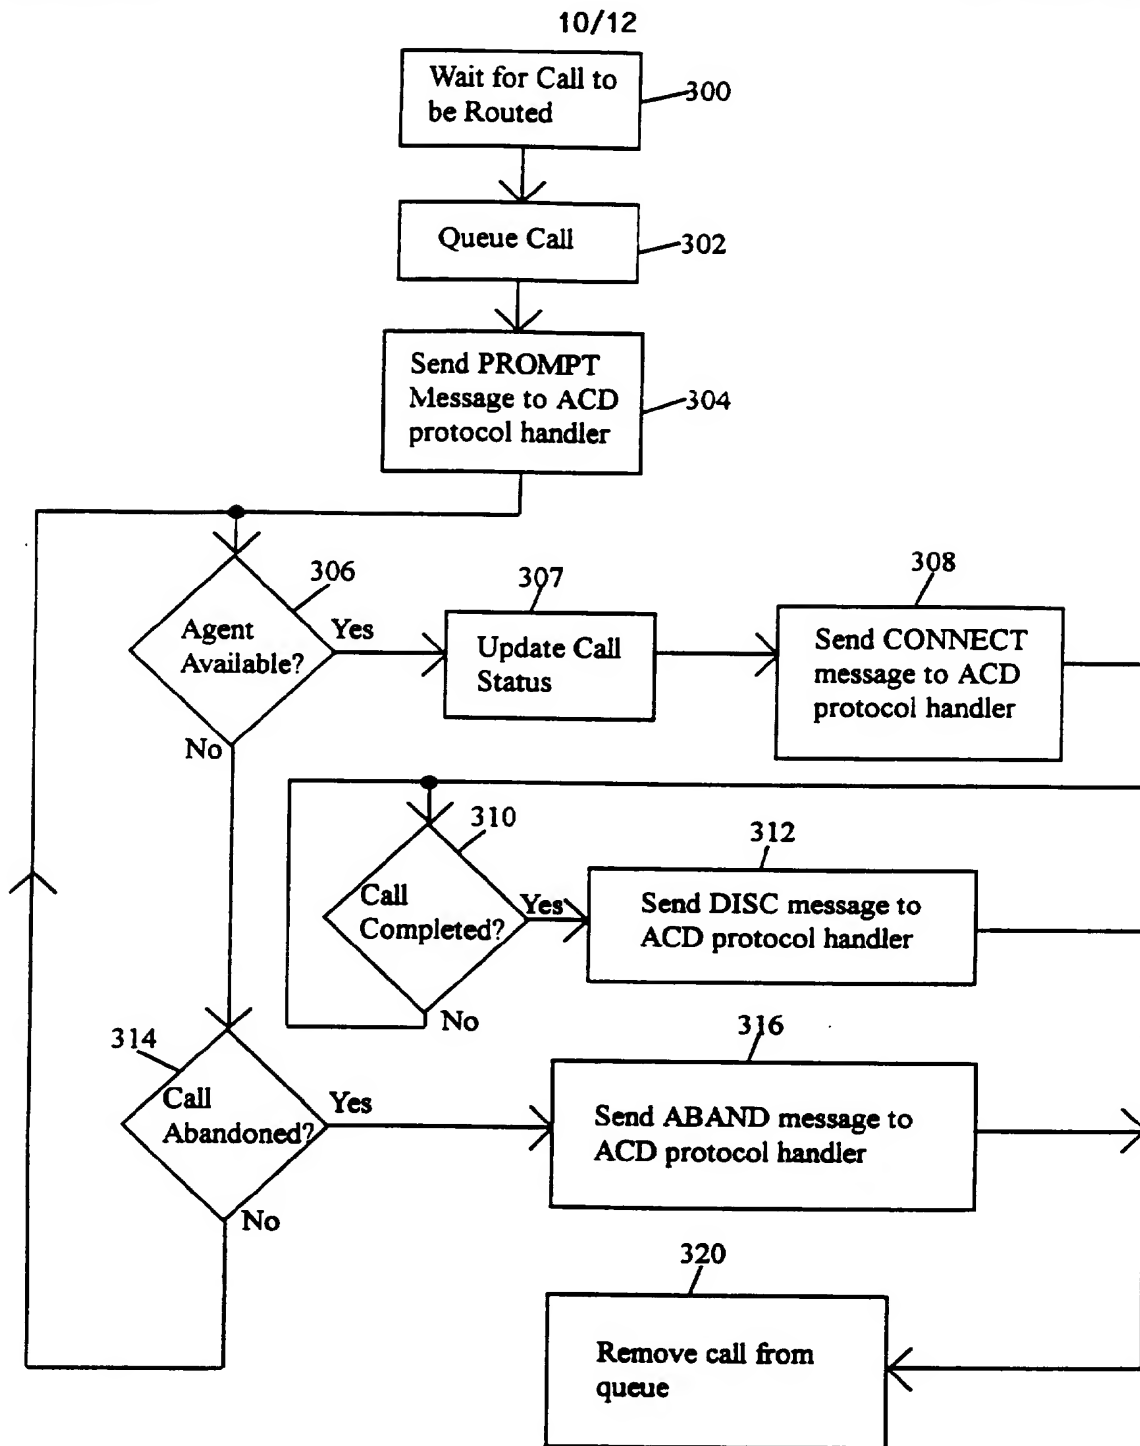 10/12
Wait for Call to
be Routed
300
Queue Call
302
Send PROMPT
Message to ACD
protocol handler
304
306
Agent
Available?
Yes
No
307
Update Call
Status
308
Send CONNECT
message to ACD
protocol handler
310
Call
Completed?
Yes
No
312
Send DISC message to
ACD protocol handler
314
Call
Abandoned?
Yes
No
316
Send ABAND message to
ACD protocol handler
320
Remove call from
queue